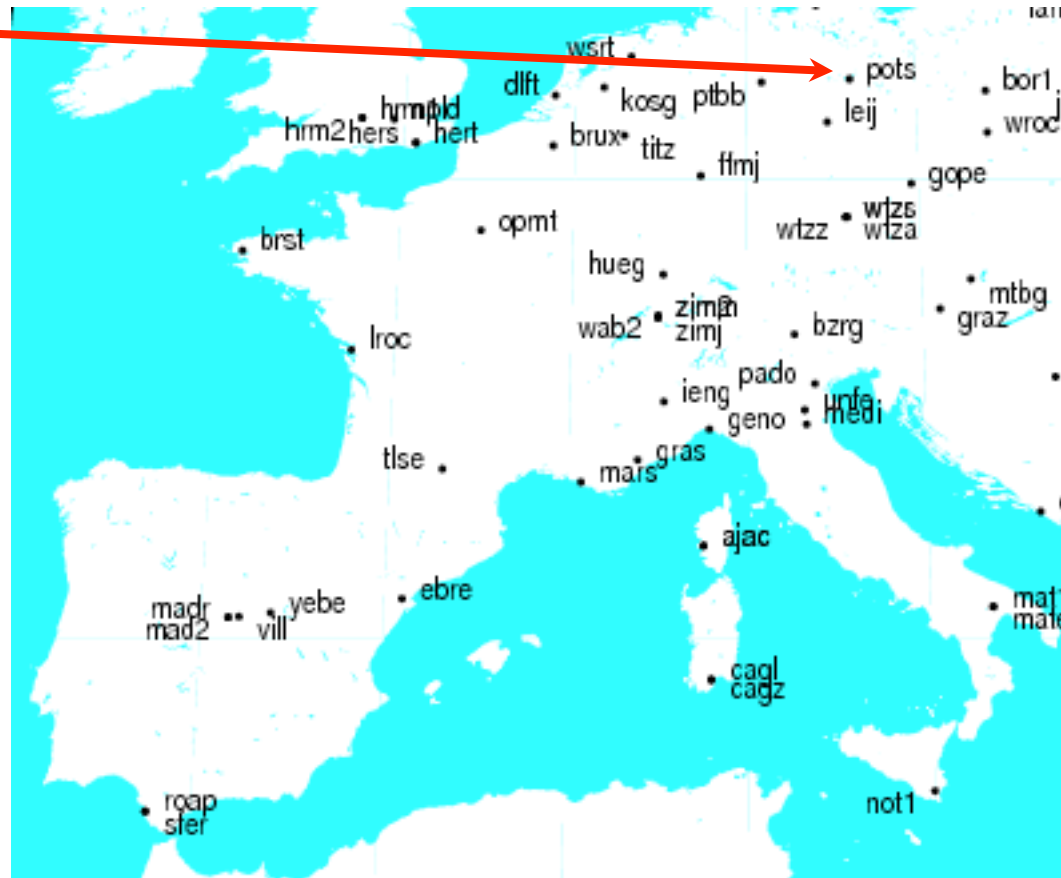 wsrt
pots
dlft
kosg
ptbb
bor1
leij
wroc
npld
hrm2
hers
hert
brux
titz
ffmj
gope
opmt
wtzz
wtza
brst
hueg
mtbg
graz
zimj
wab2
bzrg
lroc
pado
ieng
medi
geno
gras
tlse
mars
ajac
ebre
madr
yebe
mad2
vill
cagl
cagz
roap
sfer
not1